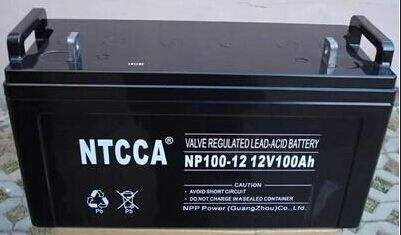 NTCCA®
VALVE REGULATED LEAD-ACID BATTERY
NP100-12 12V100Ah
CAUTION:
● AVOID SHORT CIRCUIT
● DO NOT CHARGE IN A SEALED CONTAINER
NPP Power (GuangZhou)Co.,Ltd.
Pb Pb